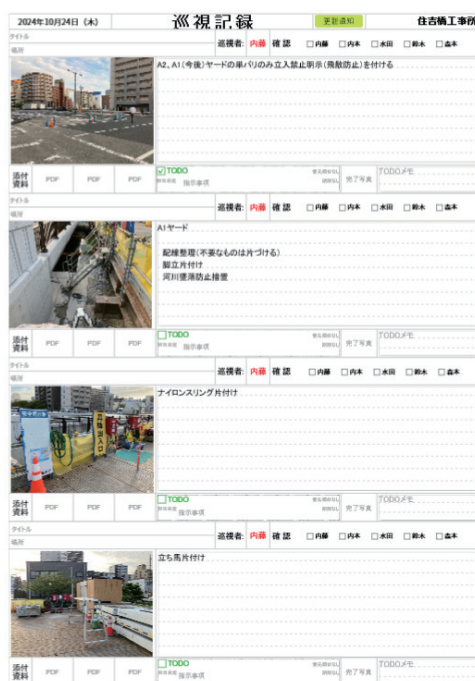 2024年10月24日（木）
巡視記録
更新通知
住吉橋工事所
タイトル
場所
巡視者: 内藤 確認 □内藤 □内本 □水田 □鈴木 □森本
A2、A1（今後）ヤードの単バリのみ立入禁止明示（飛散防止）を付ける
添付資料 PDF PDF PDF
☑TODO
指示事項
完了写真
TODOメモ
タイトル
場所
巡視者: 内藤 確認 □内藤 □内本 □水田 □鈴木 □森本
A1ヤード
配線整理（不要なものは片づける）
脚立片付け
河川墜落防止措置
添付資料 PDF PDF PDF
□TODO
指示事項
完了写真
TODOメモ
タイトル
場所
巡視者: 内藤 確認 □内藤 □内本 □水田 □鈴木 □森本
ナイロンスリング片付け
添付資料 PDF PDF PDF
□TODO
指示事項
完了写真
TODOメモ
タイトル
場所
巡視者: 内藤 確認 □内藤 □内本 □水田 □鈴木 □森本
立ち馬片付け
添付資料 PDF PDF PDF
□TODO
指示事項
完了写真
TODOメモ